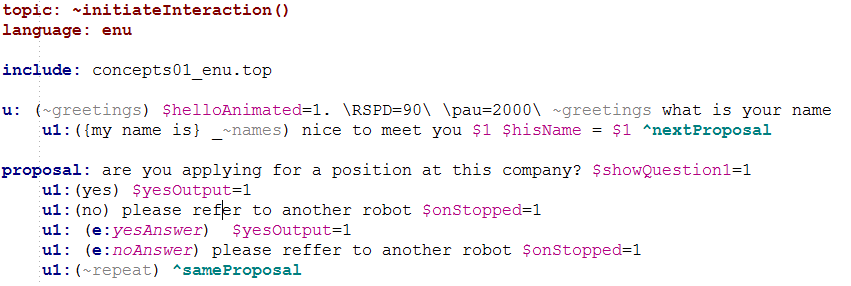 topic: ~initiateInteraction()
language: enu
include: concepts01_enu.top
u: (~greetings) $helloAnimated=1. \RSPD=90\ \pau=2000\ ~greetings what is your name
u1:({my name is} _~names) nice to meet you $1 $hisName = $1 ^nextProposal
proposal: are you applying for a position at this company? $showQuestion1=1
u1:(yes) $yesOutput=1
u1:(no) please refer to another robot $onStopped=1
u1: (e:yesAnswer)  $yesOutput=1
u1: (e:noAnswer) please reffer to another robot $onStopped=1
u1:(~repeat) ^sameProposal